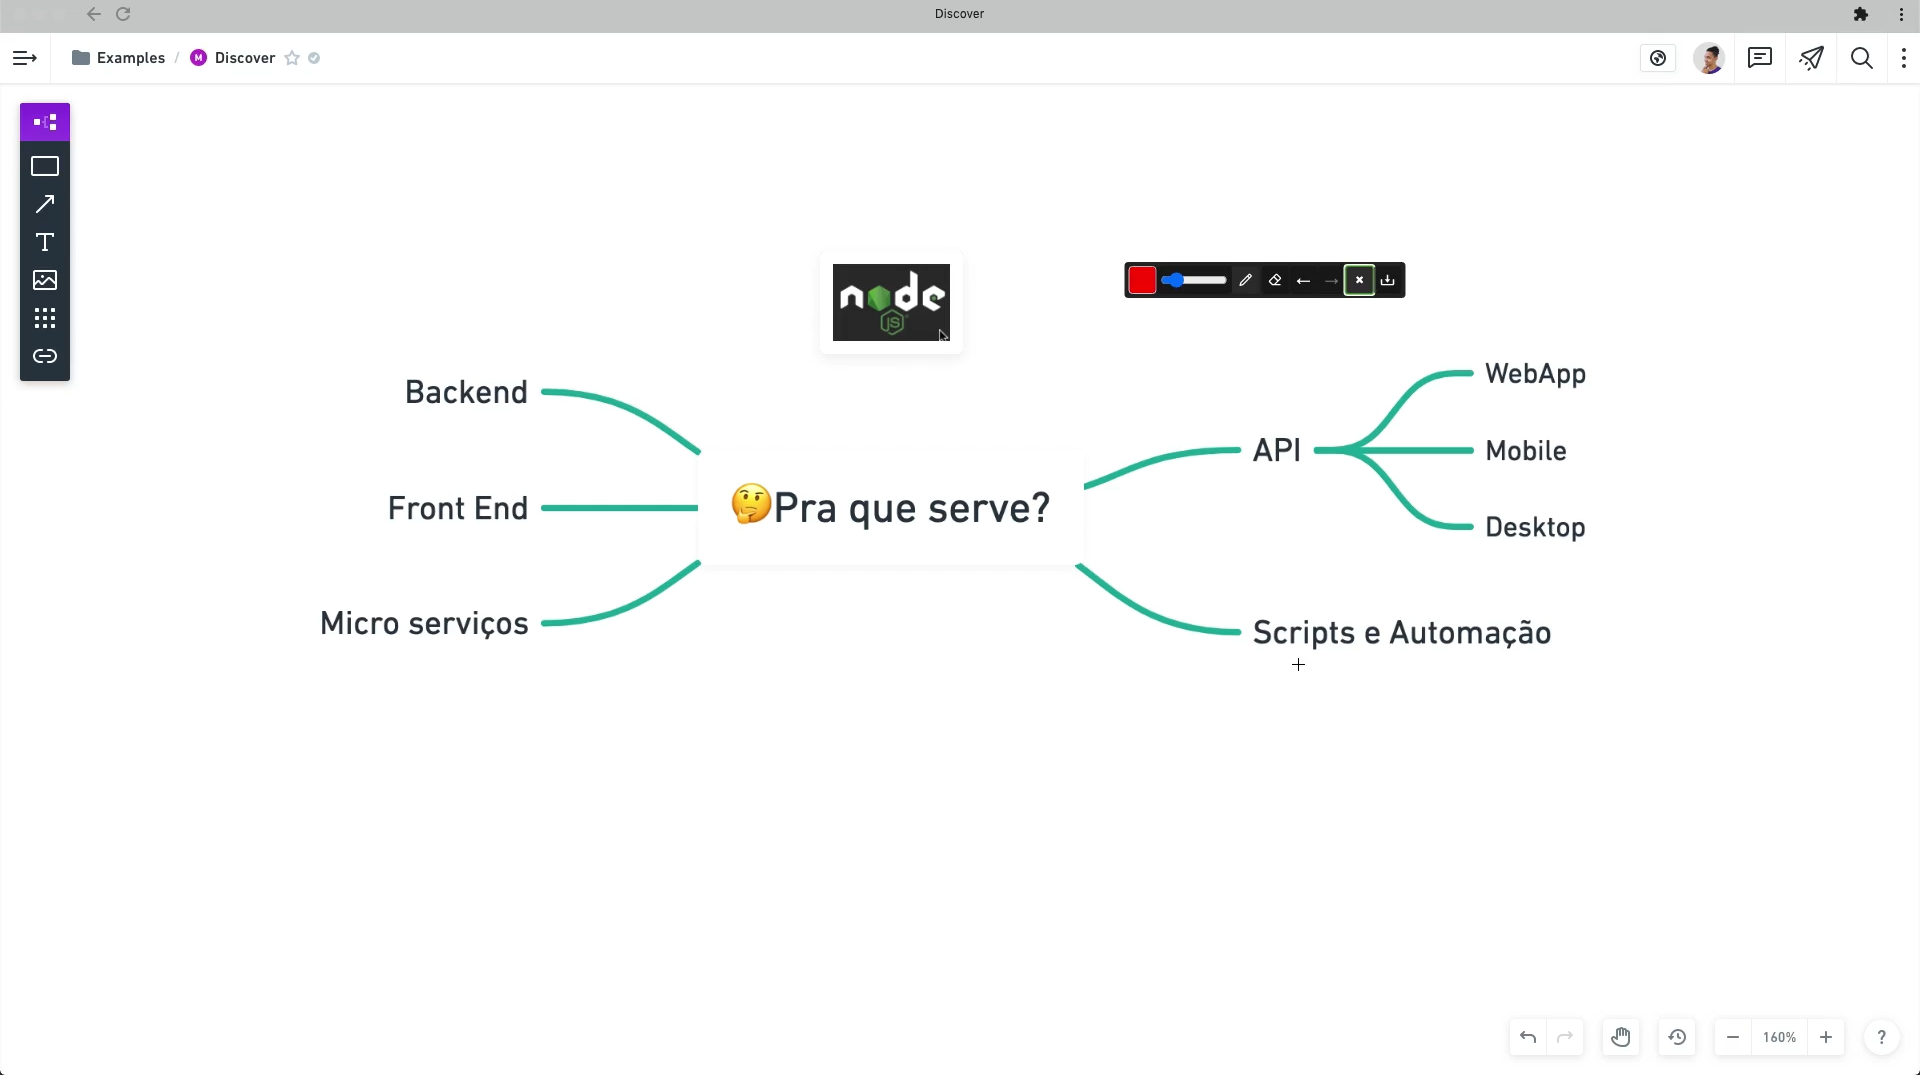 Discover
Examples / M Discover
node
JS
Backend
Front End
Micro serviços
🤔Pra que serve?
API
WebApp
Mobile
Desktop
Scripts e Automação
160%
?